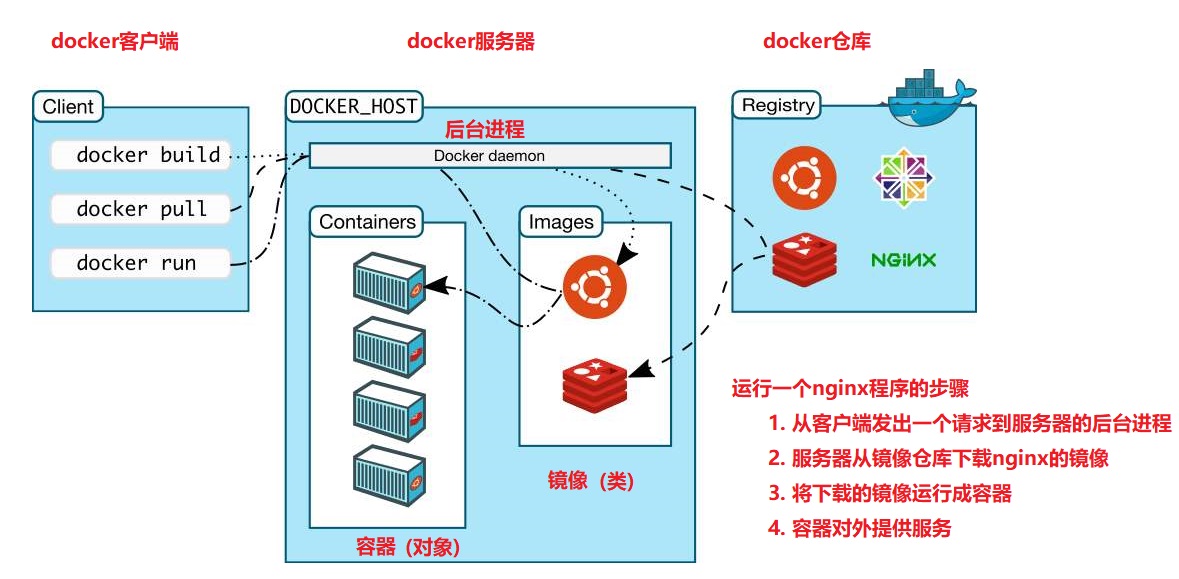 docker客户端
docker服务器
docker仓库
Client
docker build
docker pull
docker run
DOCKER_HOST
后台进程
Docker daemon
Containers
Images
容器 (对象)
镜像（类）
Registry
NGINX
运行一个nginx程序的步骤
1. 从客户端发出一个请求到服务器的后台进程
2. 服务器从镜像仓库下载nginx的镜像
3. 将下载的镜像运行成容器
4. 容器对外提供服务